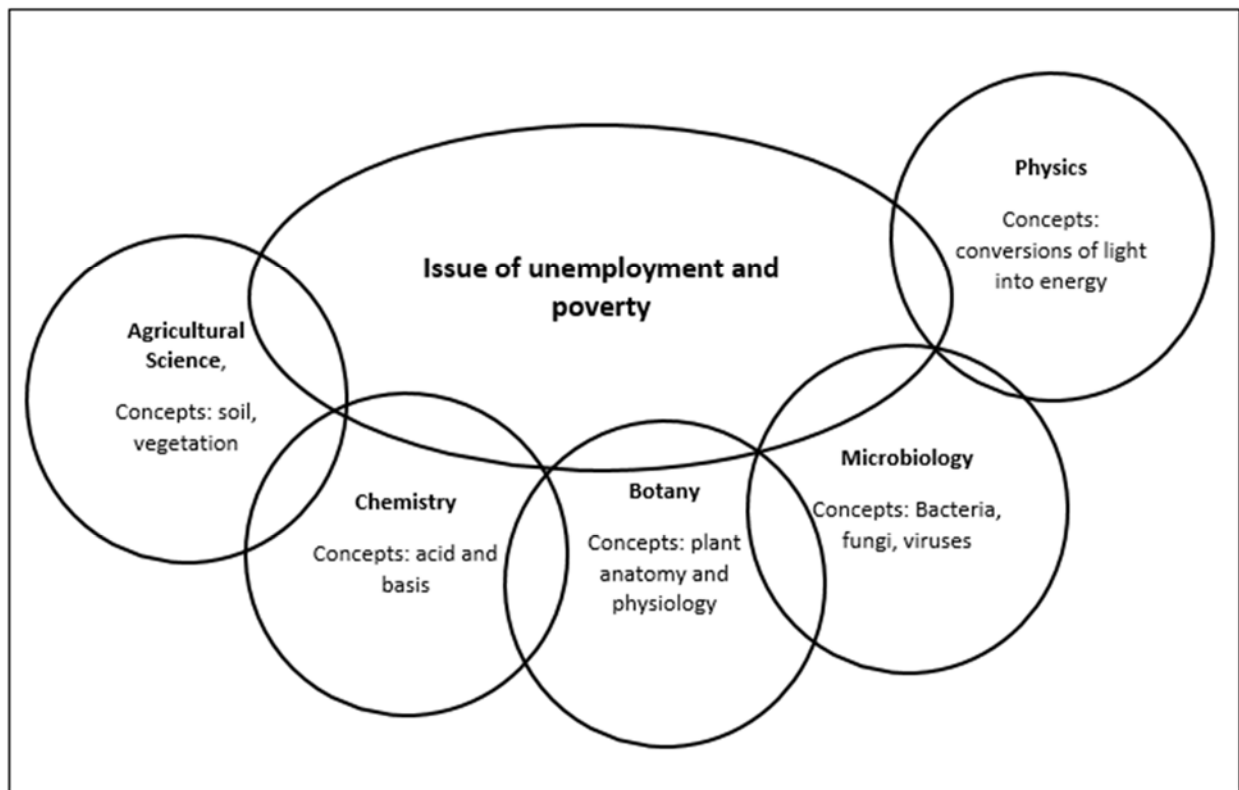 Issue of unemployment and
poverty
Physics
Concepts:
conversions of light
into energy
Agricultural
Science,
Concepts: soil,
vegetation
Chemistry
Concepts: acid and
basis
Botany
Concepts: plant
anatomy and
physiology
Microbiology
Concepts: Bacteria,
fungi, viruses